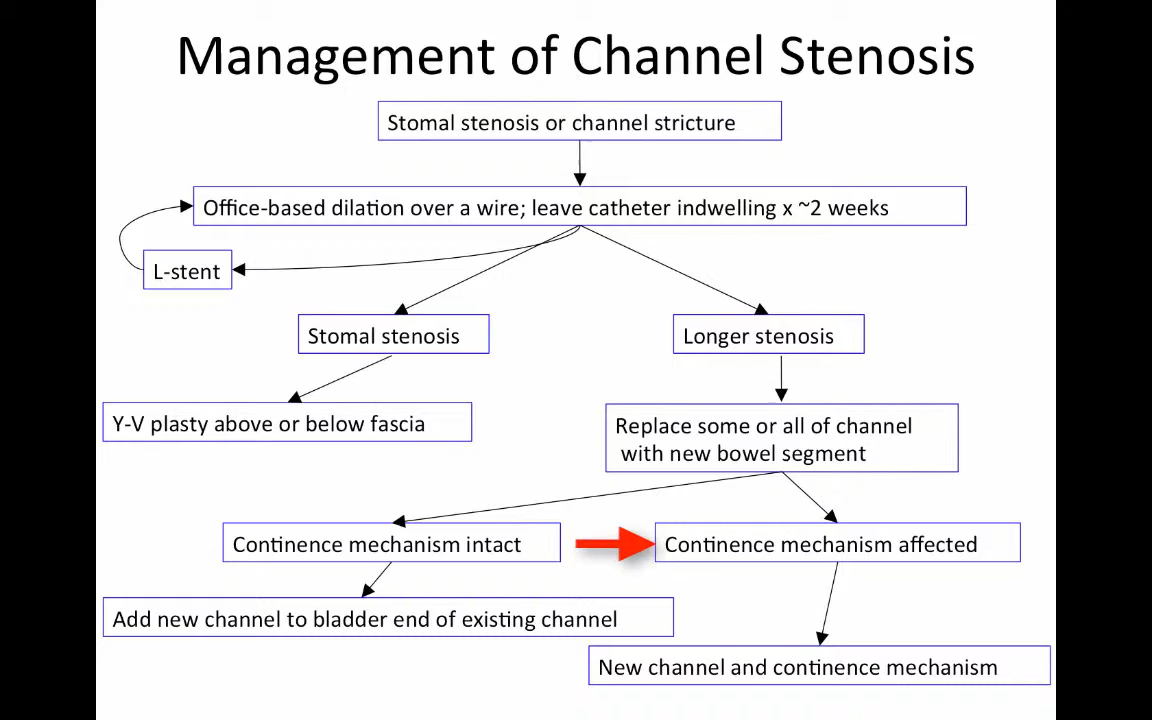 Management of Channel Stenosis
Stomal stenosis or channel stricture
Office-based dilation over a wire; leave catheter indwelling x ~2 weeks
L-stent
Stomal stenosis
Longer stenosis
Y-V plasty above or below fascia
Replace some or all of channel
with new bowel segment
Continence mechanism intact
Continence mechanism affected
Add new channel to bladder end of existing channel
New channel and continence mechanism